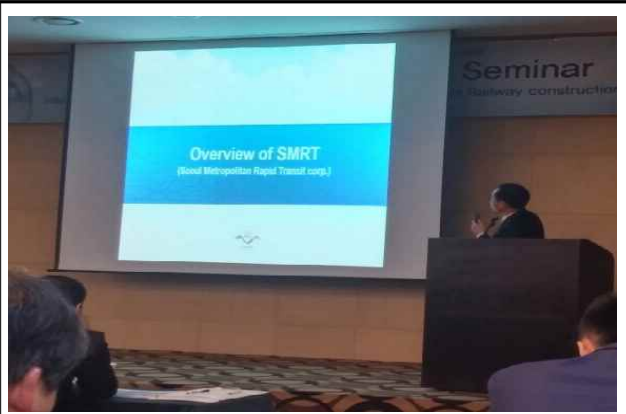 Overview of SMRT
(Seoul Metropolitan Rapid Transit corp.)
Seminar
Railway construction